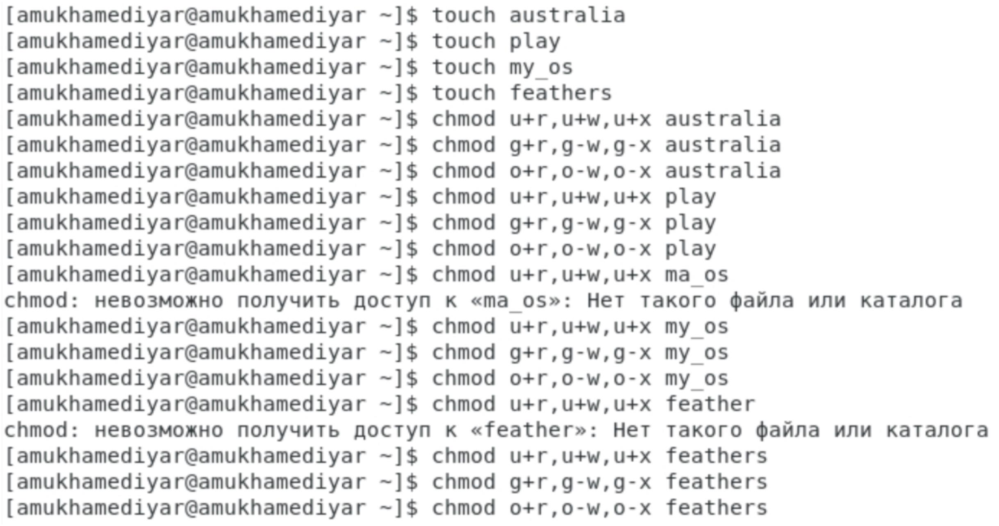 [amukhamediyar@amukhamediyar ~]$ touch australia
[amukhamediyar@amukhamediyar ~]$ touch play
[amukhamediyar@amukhamediyar ~]$ touch my_os
[amukhamediyar@amukhamediyar ~]$ touch feathers
[amukhamediyar@amukhamediyar ~]$ chmod u+r,u+w,u+x australia
[amukhamediyar@amukhamediyar ~]$ chmod g+r,g-w,g-x australia
[amukhamediyar@amukhamediyar ~]$ chmod o+r,o-w,o-x australia
[amukhamediyar@amukhamediyar ~]$ chmod u+r,u+w,u+x play
[amukhamediyar@amukhamediyar ~]$ chmod g+r,g-w,g-x play
[amukhamediyar@amukhamediyar ~]$ chmod o+r,o-w,o-x play
[amukhamediyar@amukhamediyar ~]$ chmod u+r,u+w,u+x ma_os
chmod: невозможно получить доступ к «ma_os»: Нет такого файла или каталога
[amukhamediyar@amukhamediyar ~]$ chmod u+r,u+w,u+x my_os
[amukhamediyar@amukhamediyar ~]$ chmod g+r,g-w,g-x my_os
[amukhamediyar@amukhamediyar ~]$ chmod o+r,o-w,o-x my_os
[amukhamediyar@amukhamediyar ~]$ chmod u+r,u+w,u+x feather
chmod: невозможно получить доступ к «feather»: Нет такого файла или каталога
[amukhamediyar@amukhamediyar ~]$ chmod u+r,u+w,u+x feathers
[amukhamediyar@amukhamediyar ~]$ chmod g+r,g-w,g-x feathers
[amukhamediyar@amukhamediyar ~]$ chmod o+r,o-w,o-x feathers